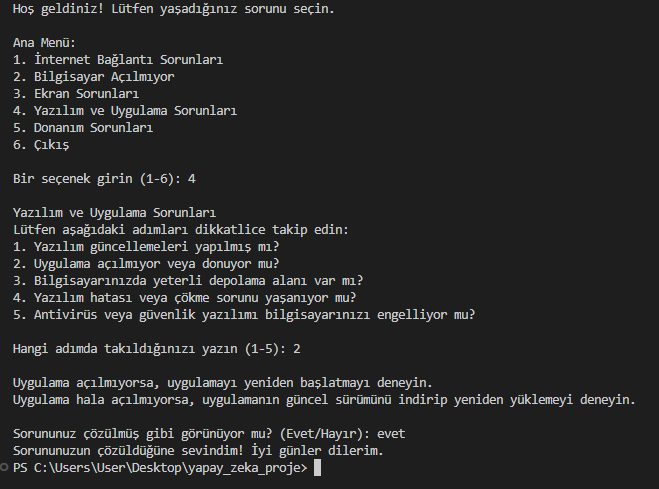 Hoş geldiniz! Lütfen yaşadığınız sorunu seçin.
Ana Menü:
1. İnternet Bağlantı Sorunları
2. Bilgisayar Açılmıyor
3. Ekran Sorunları
4. Yazılım ve Uygulama Sorunları
5. Donanım Sorunları
6. Çıkış
Bir seçenek girin (1-6): 4
Yazılım ve Uygulama Sorunları
Lütfen aşağıdaki adımları dikkatlice takip edin:
1. Yazılım güncellemeleri yapılmış mı?
2. Uygulama açılmıyor veya donuyor mu?
3. Bilgisayarınızda yeterli depolama alanı var mı?
4. Yazılım hatası veya çökme sorunu yaşanıyor mu?
5. Antivirüs veya güvenlik yazılımı bilgisayarınızı engelliyor mu?
Hangi adımda takıldığınızı yazın (1-5): 2
Uygulama açılmıyorsa, uygulamayı yeniden başlatmayı deneyin.
Uygulama hala açılmıyorsa, uygulamanın güncel sürümünü indirip yeniden yüklemeyi deneyin.
Sorununuz çözülmüş gibi görünüyor mu? (Evet/Hayır): evet
Sorununuzun çözüldüğüne sevindim! İyi günler dilerim.
PS C:\Users\User\Desktop\yapay_zeka_proje>